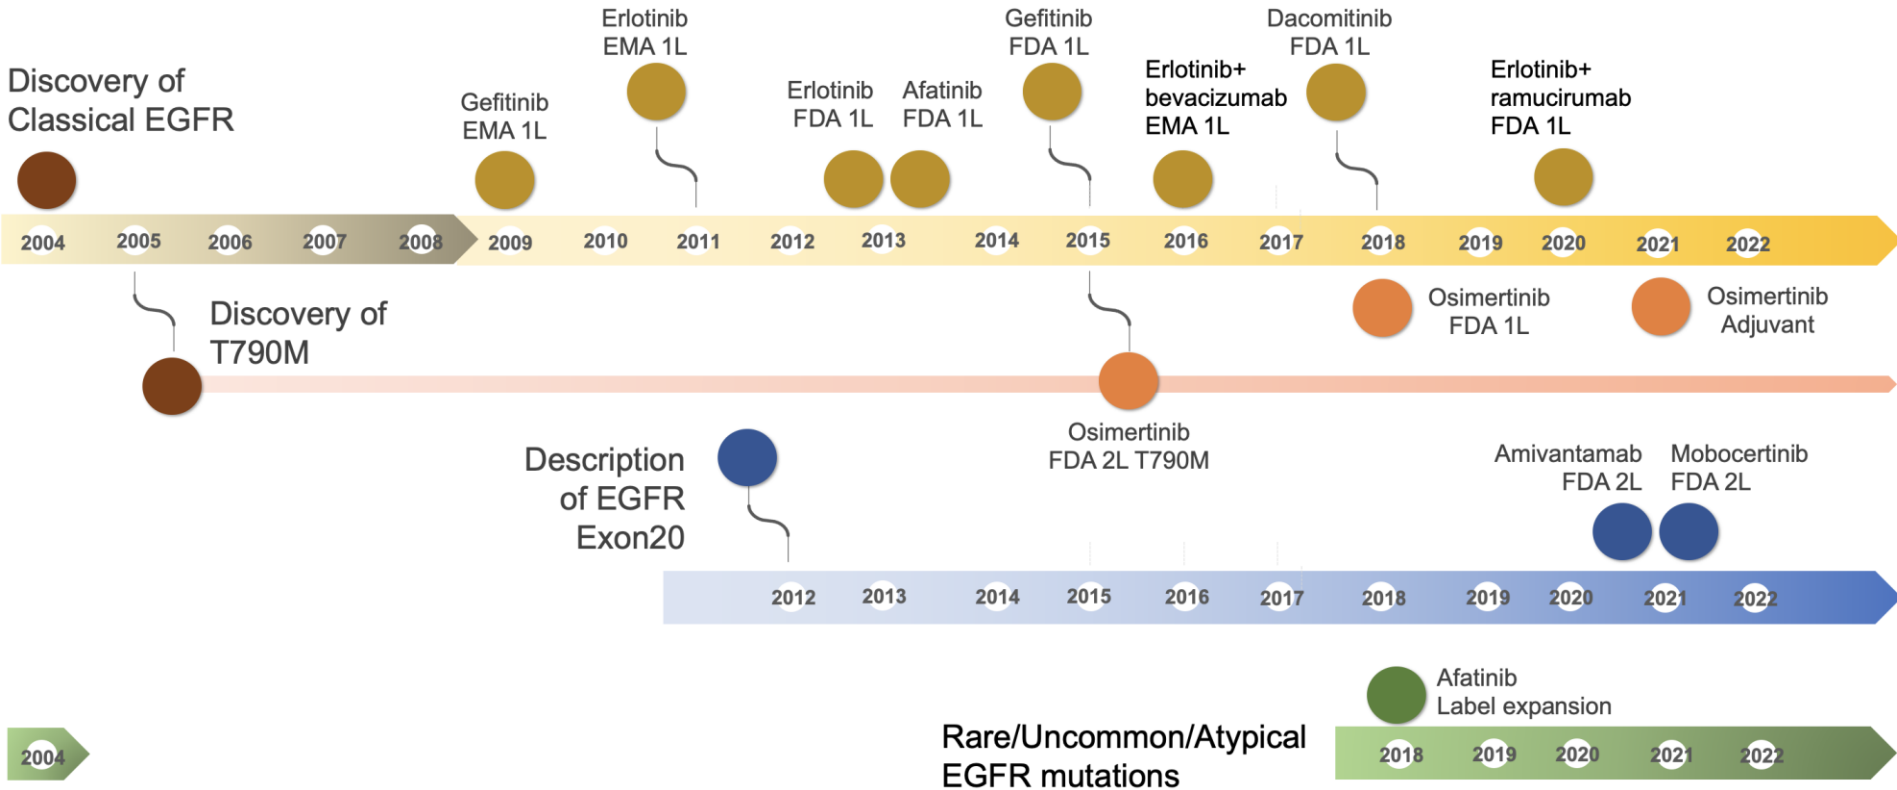 Discovery of
Classical EGFR
Gefitinib
EMA 1L
Erlotinib
EMA 1L
Erlotinib
FDA 1L
Afatinib
FDA 1L
Gefitinib
FDA 1L
Erlotinib+
bevacizumab
EMA 1L
Dacomitinib
FDA 1L
Erlotinib+
ramucirumab
FDA 1L
2004
2005
2006
2007
2008
2009
2010
2011
2012
2013
2014
2015
2016
2017
2018
2019
2020
2021
2022
Discovery of
T790M
Osimertinib
FDA 1L
Osimertinib
Adjuvant
Osimertinib
FDA 2L T790M
Description
of EGFR
Exon20
Amivantamab
FDA 2L
Mobocertinib
FDA 2L
2012
2013
2014
2015
2016
2017
2018
2019
2020
2021
2022
Afatinib
Label expansion
2004
Rare/Uncommon/Atypical
EGFR mutations
2018
2019
2020
2021
2022